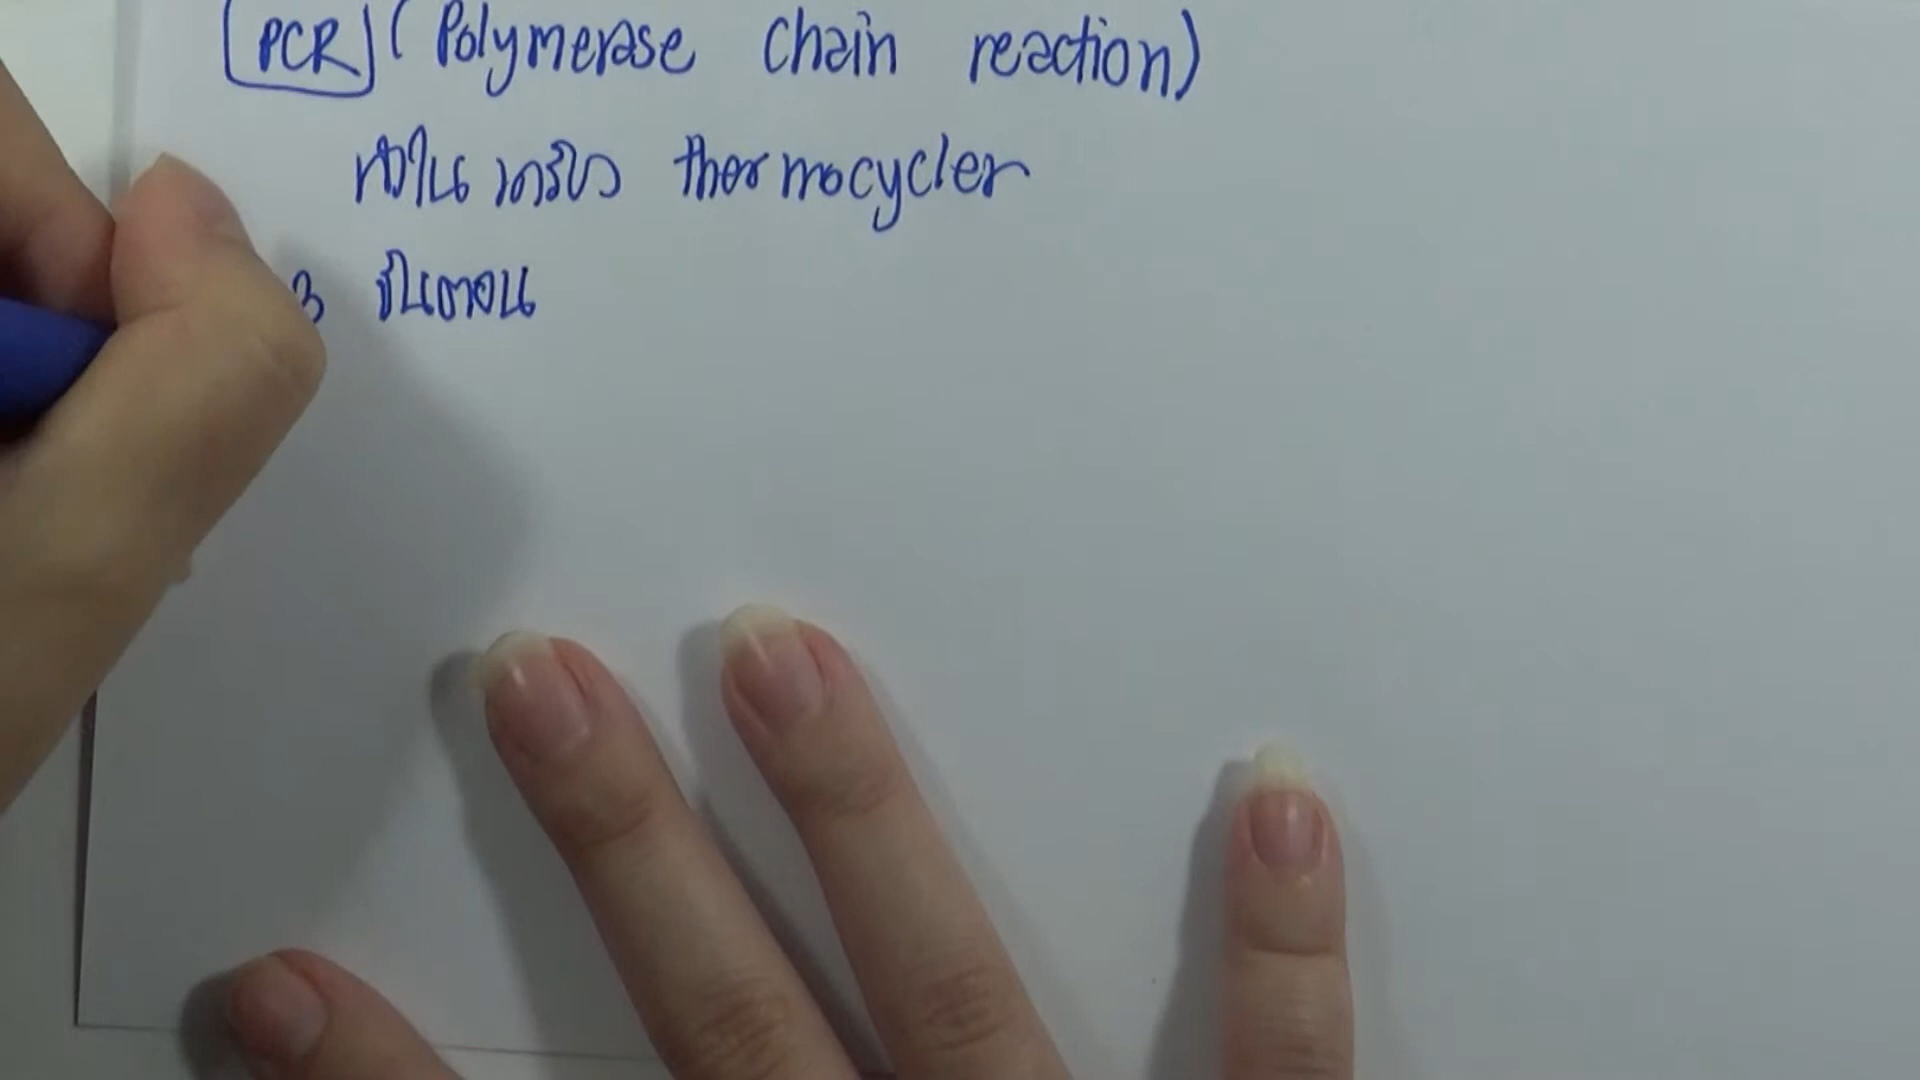 PCR (Polymerase Chain reaction)
ทำใน เครื่อง thermocycler
3 ขั้นตอน